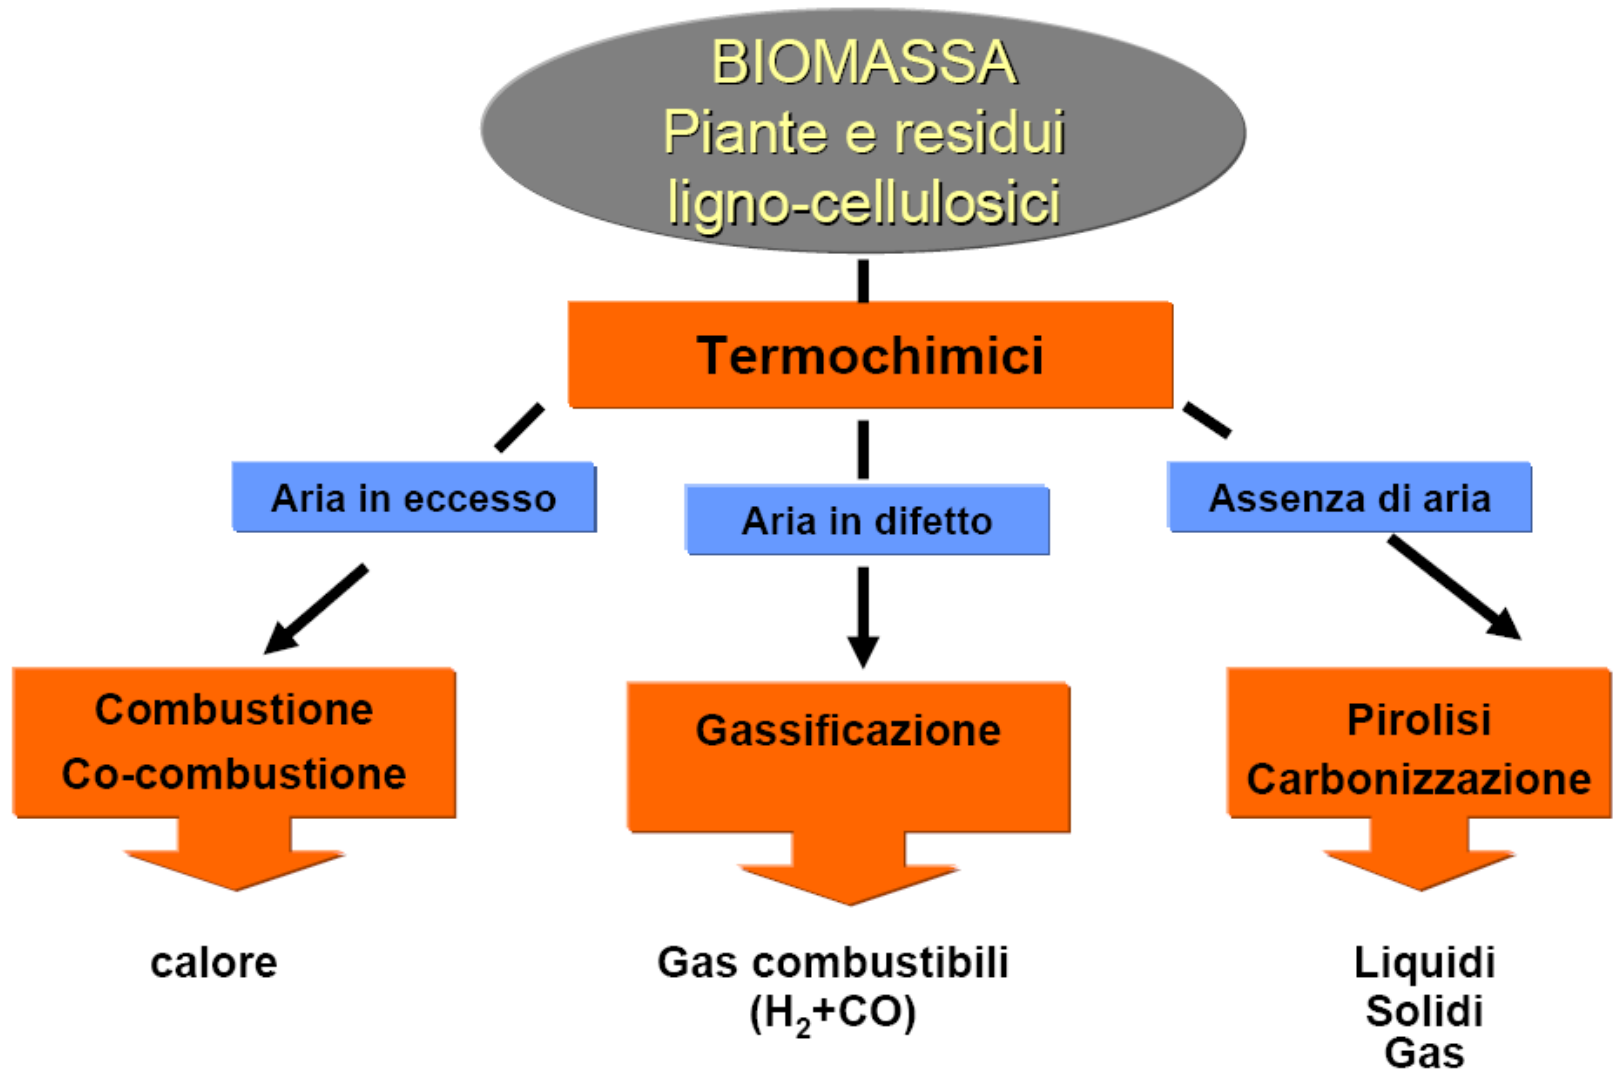 BIOMASSA
Piante e residui
ligno-cellulosici
Termochimici
Aria in eccesso
Aria in difetto
Assenza di aria
Combustione
Co-combustione
Gassificazione
Pirolisi
Carbonizzazione
calore
Gas combustibili
(H₂+CO)
Liquidi
Solidi
Gas